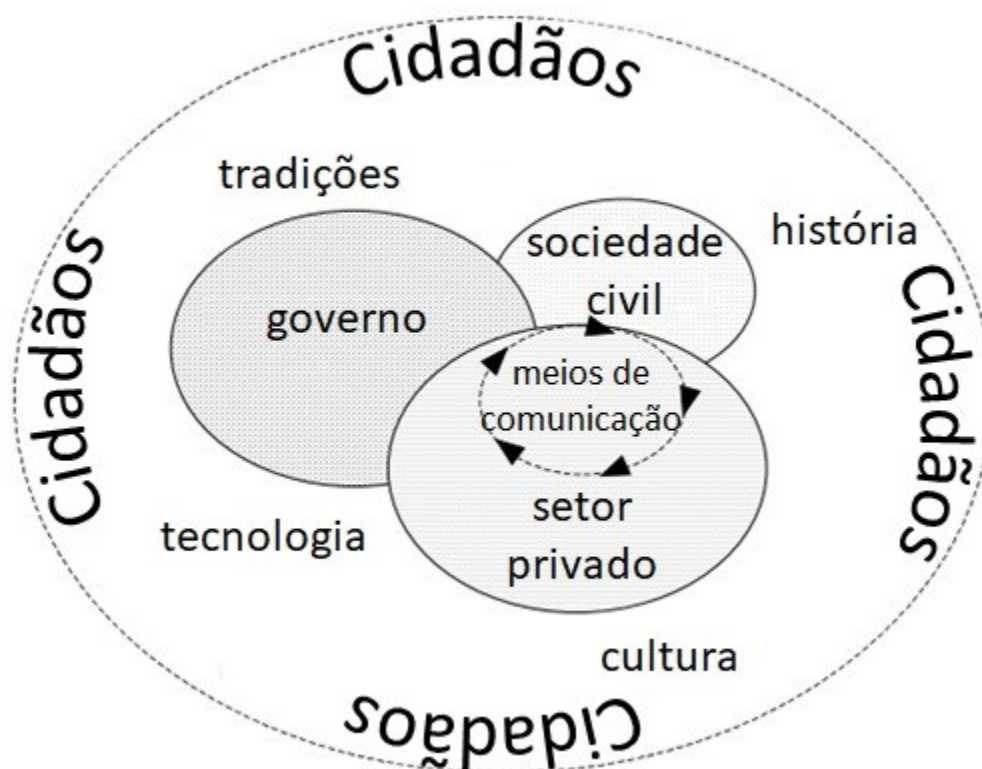 Cidadãos
tradições
história
sociedade
civil
governo
Cidadãos
Cidadãos
meios de
comunicação
setor
privado
tecnologia
cultura
Cidadãos